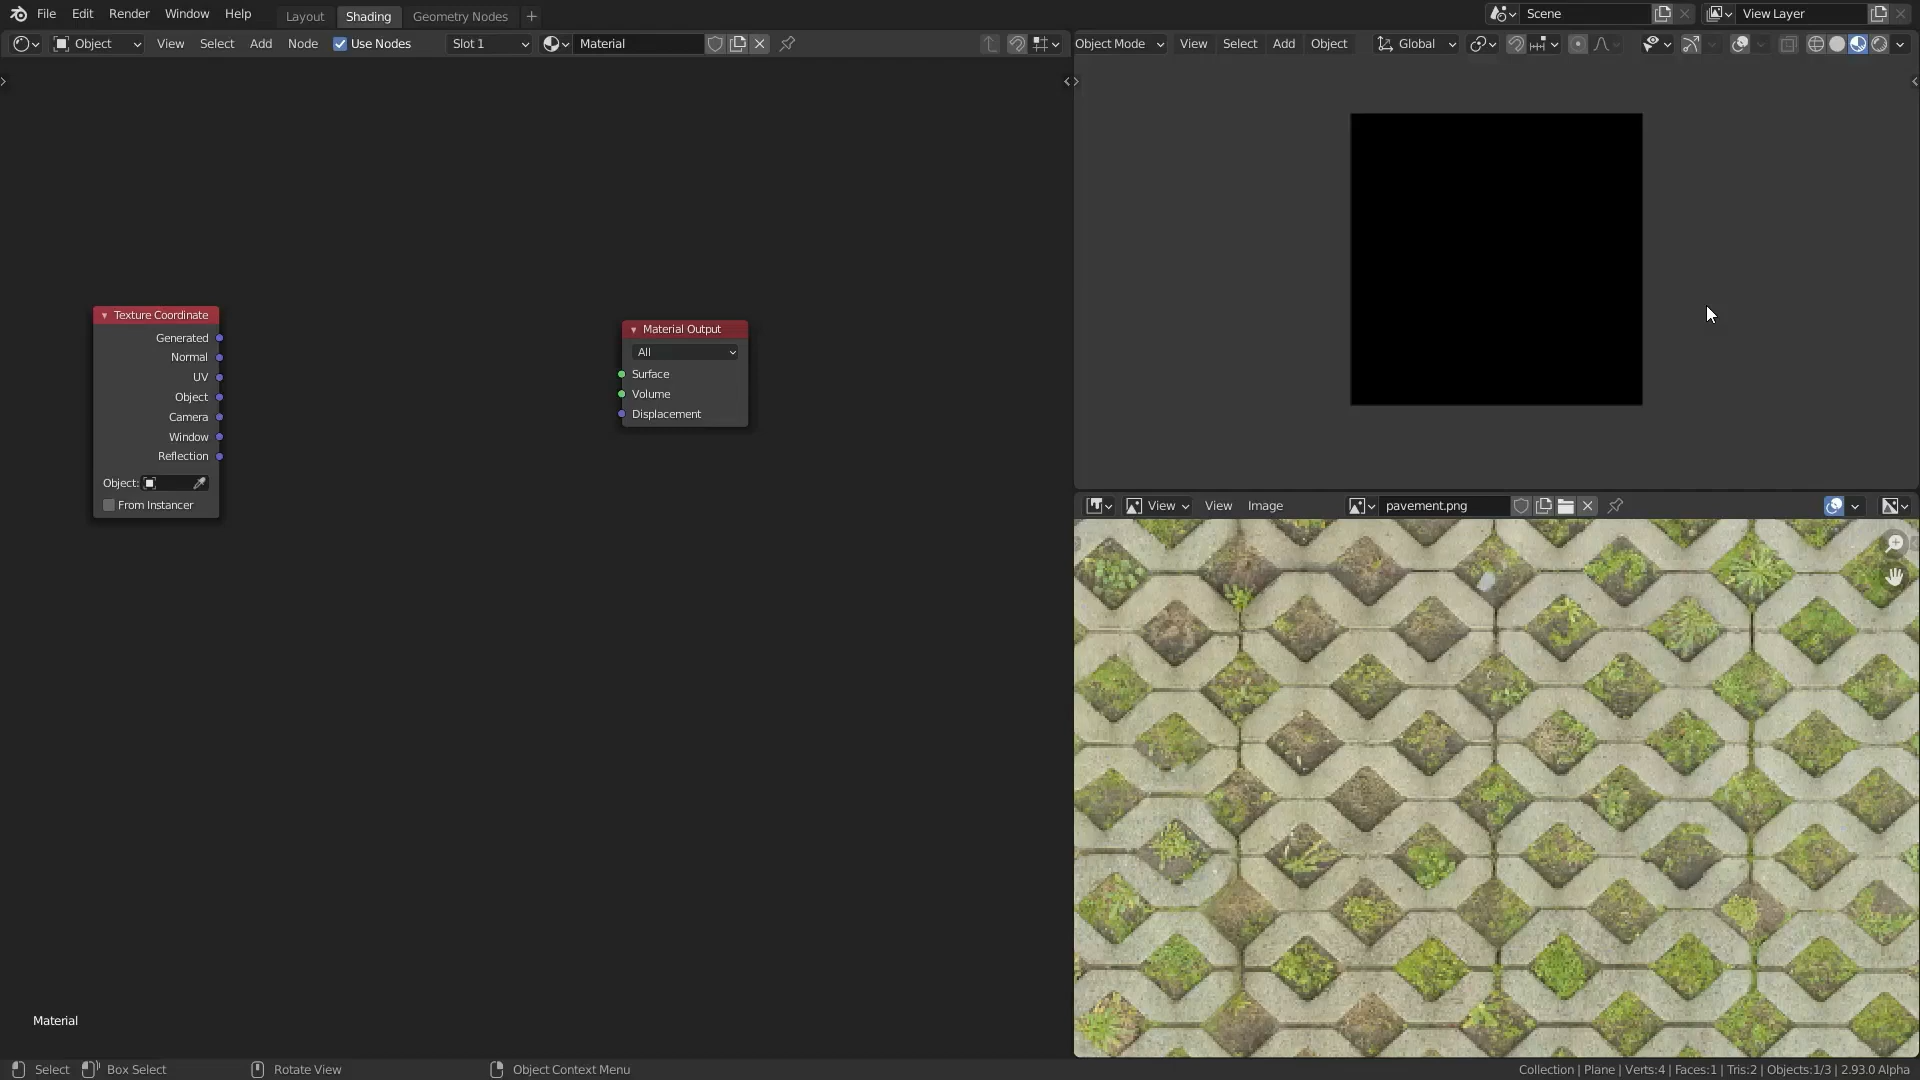 File Edit Render Window Help Layout Shading Geometry Nodes Scene View Layer
Object View Select Add Node Use Nodes Slot 1 Material Object Mode View Select Add Object Global
Texture Coordinate
Generated
Normal
UV
Object
Camera
Window
Reflection
Object:
From Instancer
Material Output
All
Surface
Volume
Displacement
View View Image pavement.png
Material
Select Box Select Rotate View Object Context Menu Collection | Plane | Verts:4 | Faces:1 | Tris:2 | Objects:1/3 | 2.93.0 Alpha